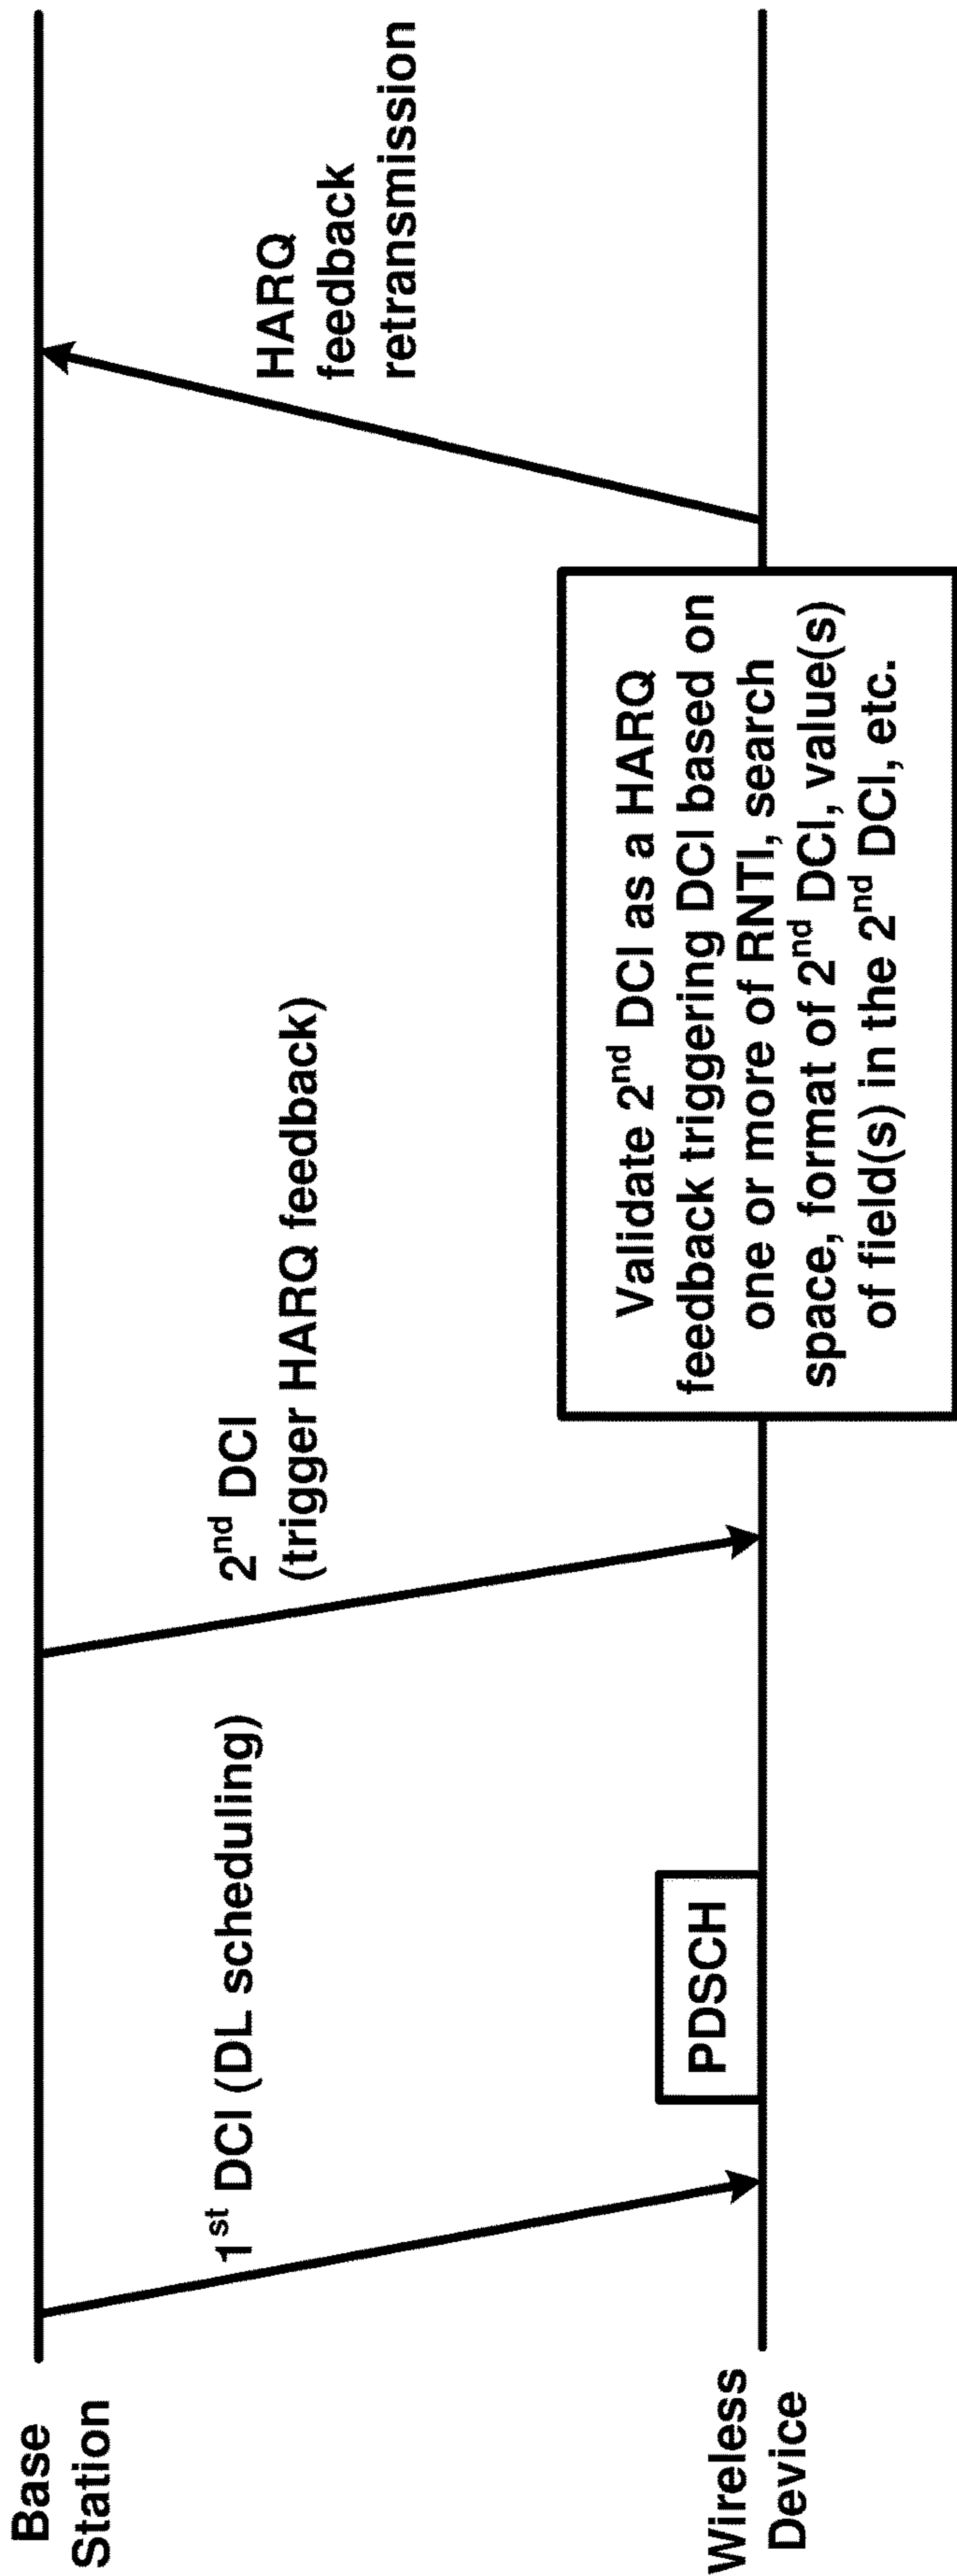 Base
Station
1st DCI (DL scheduling)
2nd DCI
(trigger HARQ feedback)
HARQ
feedback
retransmission
PDSCH
Validate 2nd DCI as a HARQ
feedback triggering DCI based on
one or more of RNTI, search
space, format of 2nd DCI, value(s)
of field(s) in the 2nd DCI, etc.
Wireless
Device